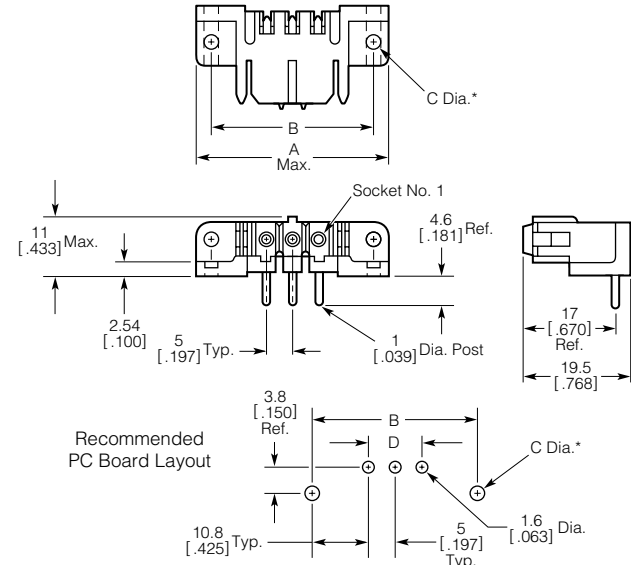 C Dia.*
B
A
Max.
Socket No. 1
11
[.433] Max.
4.6
[.181] Ref.
2.54
[.100]
5
[.197] Typ.
1
[.039] Dia. Post
17
[.670]
Ref.
19.5
[.768]
3.8
[.150]
Ref.
B
D
C Dia.*
Recommended
PC Board Layout
10.8
[.425] Typ.
5
[.197]
Typ.
1.6
[.063] Dia.